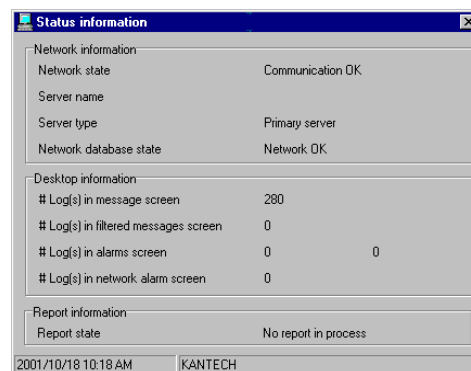 Status information
Network information
Network state Communication OK
Server name
Server type Primary server
Network database state Network OK
Desktop information
# Log(s) in message screen 280
# Log(s) in filtered messages screen 0
# Log(s) in alarms screen 0 0
# Log(s) in network alarm screen 0
Report information
Report state No report in process
2001/10/18 10:18 AM KANTECH